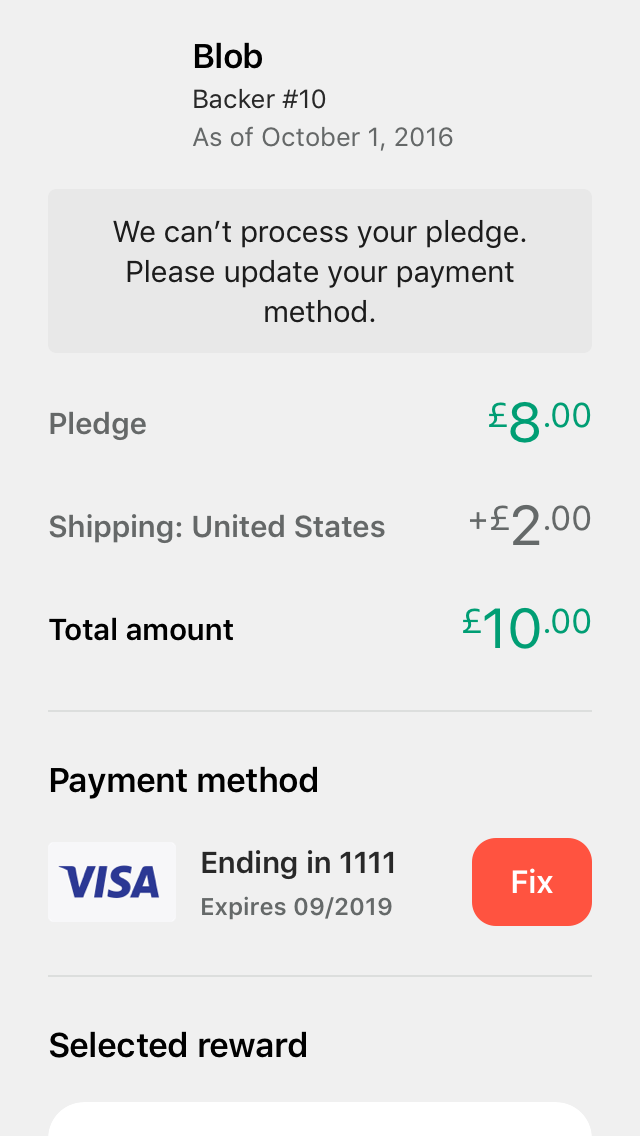 Blob
Backer #10
As of October 1, 2016
We can’t process your pledge.
Please update your payment
method.
Pledge £8.00
Shipping: United States +£2.00
Total amount £10.00
Payment method
VISA
Ending in 1111
Expires 09/2019
Fix
Selected reward